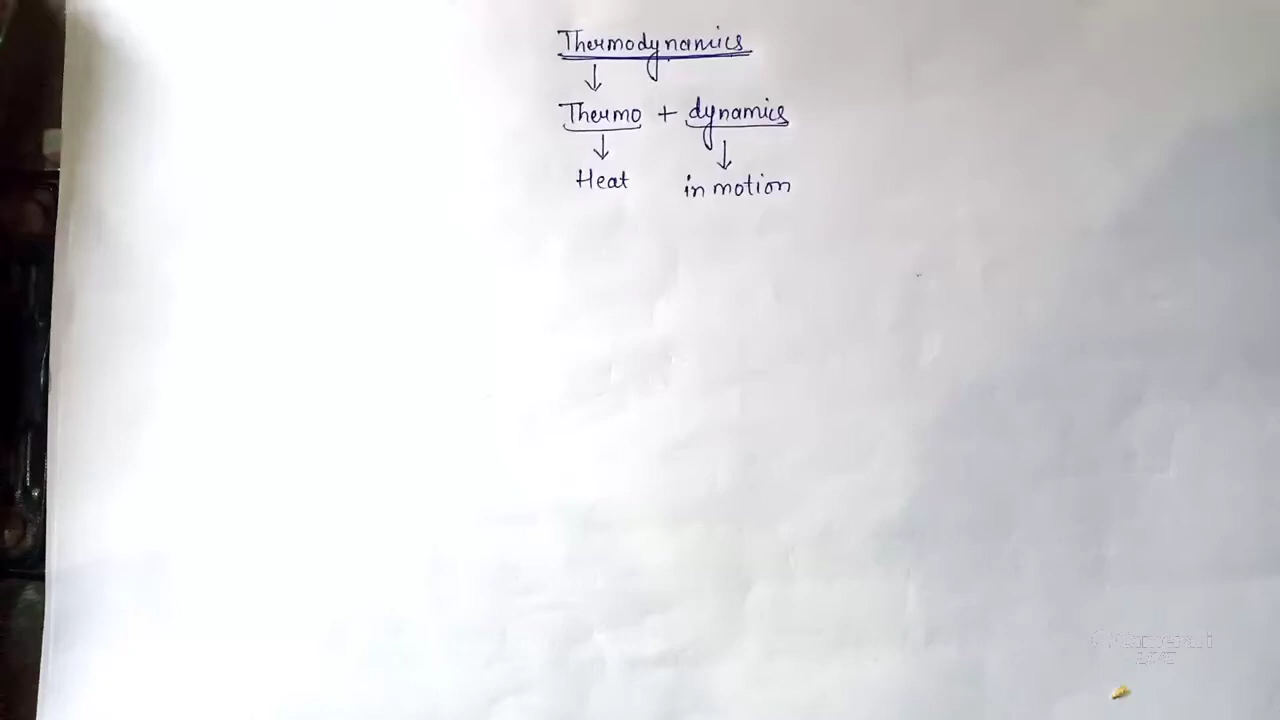 Thermodynamics
↓
Thermo + dynamics
↓ ↓
Heat in motion